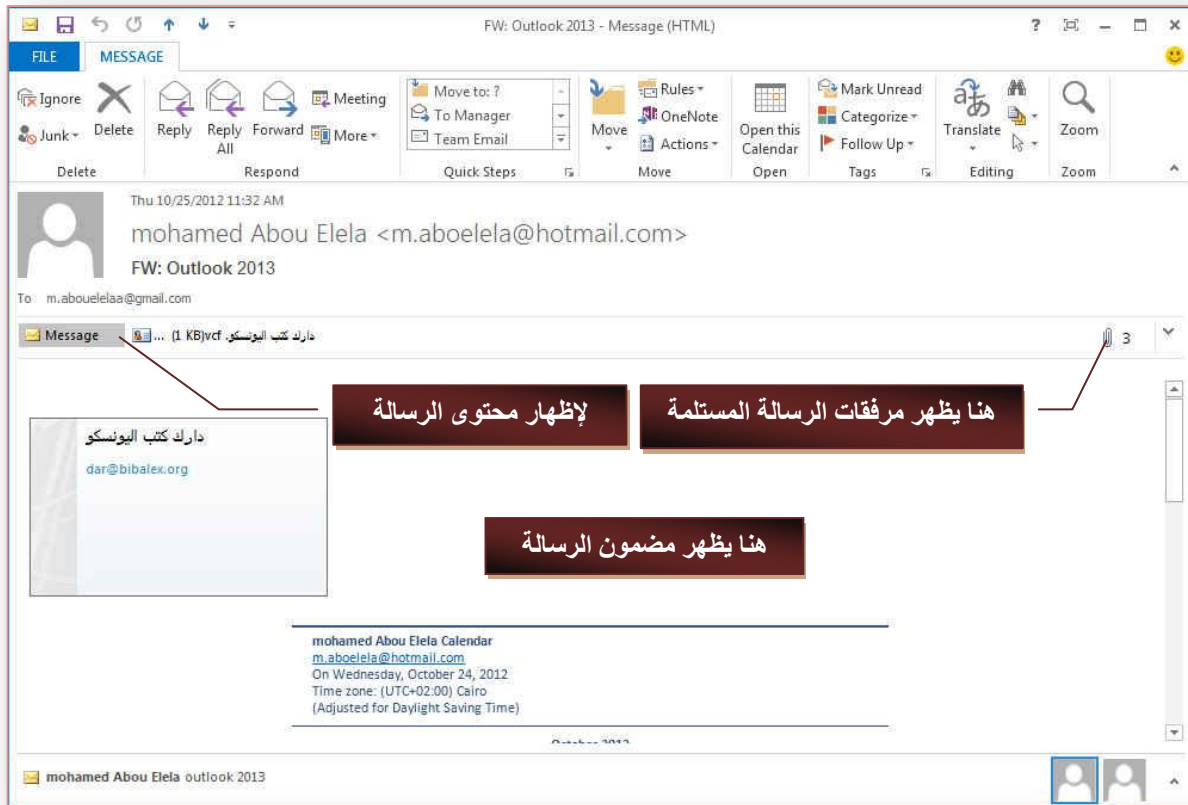 FW: Outlook 2013 - Message (HTML)
FILE MESSAGE
Ignore
Junk
Delete
Reply
Reply All
Forward
Meeting
More
Move to: ?
To Manager
Team Email
Move
Rules
OneNote
Actions
Open this Calendar
Mark Unread
Categorize
Follow Up
Translate
Zoom
Delete Respond Quick Steps Move Open Tags Editing Zoom
Thu 10/25/2012 11:32 AM
mohamed Abou Elela <m.aboelela@hotmail.com>
FW: Outlook 2013
To m.abouelelaa@gmail.com
Message
دارك كتب اليونسكو. vcf(1 KB) ...
3
لإظهار محتوى الرسالة
هنا يظهر مرفقات الرسالة المستلمة
دارك كتب اليونسكو
dar@bibalex.org
هنا يظهر مضمون الرسالة
mohamed Abou Elela Calendar
m.aboelela@hotmail.com
On Wednesday, October 24, 2012
Time zone: (UTC+02:00) Cairo
(Adjusted for Daylight Saving Time)
October 2012
mohamed Abou Elela outlook 2013